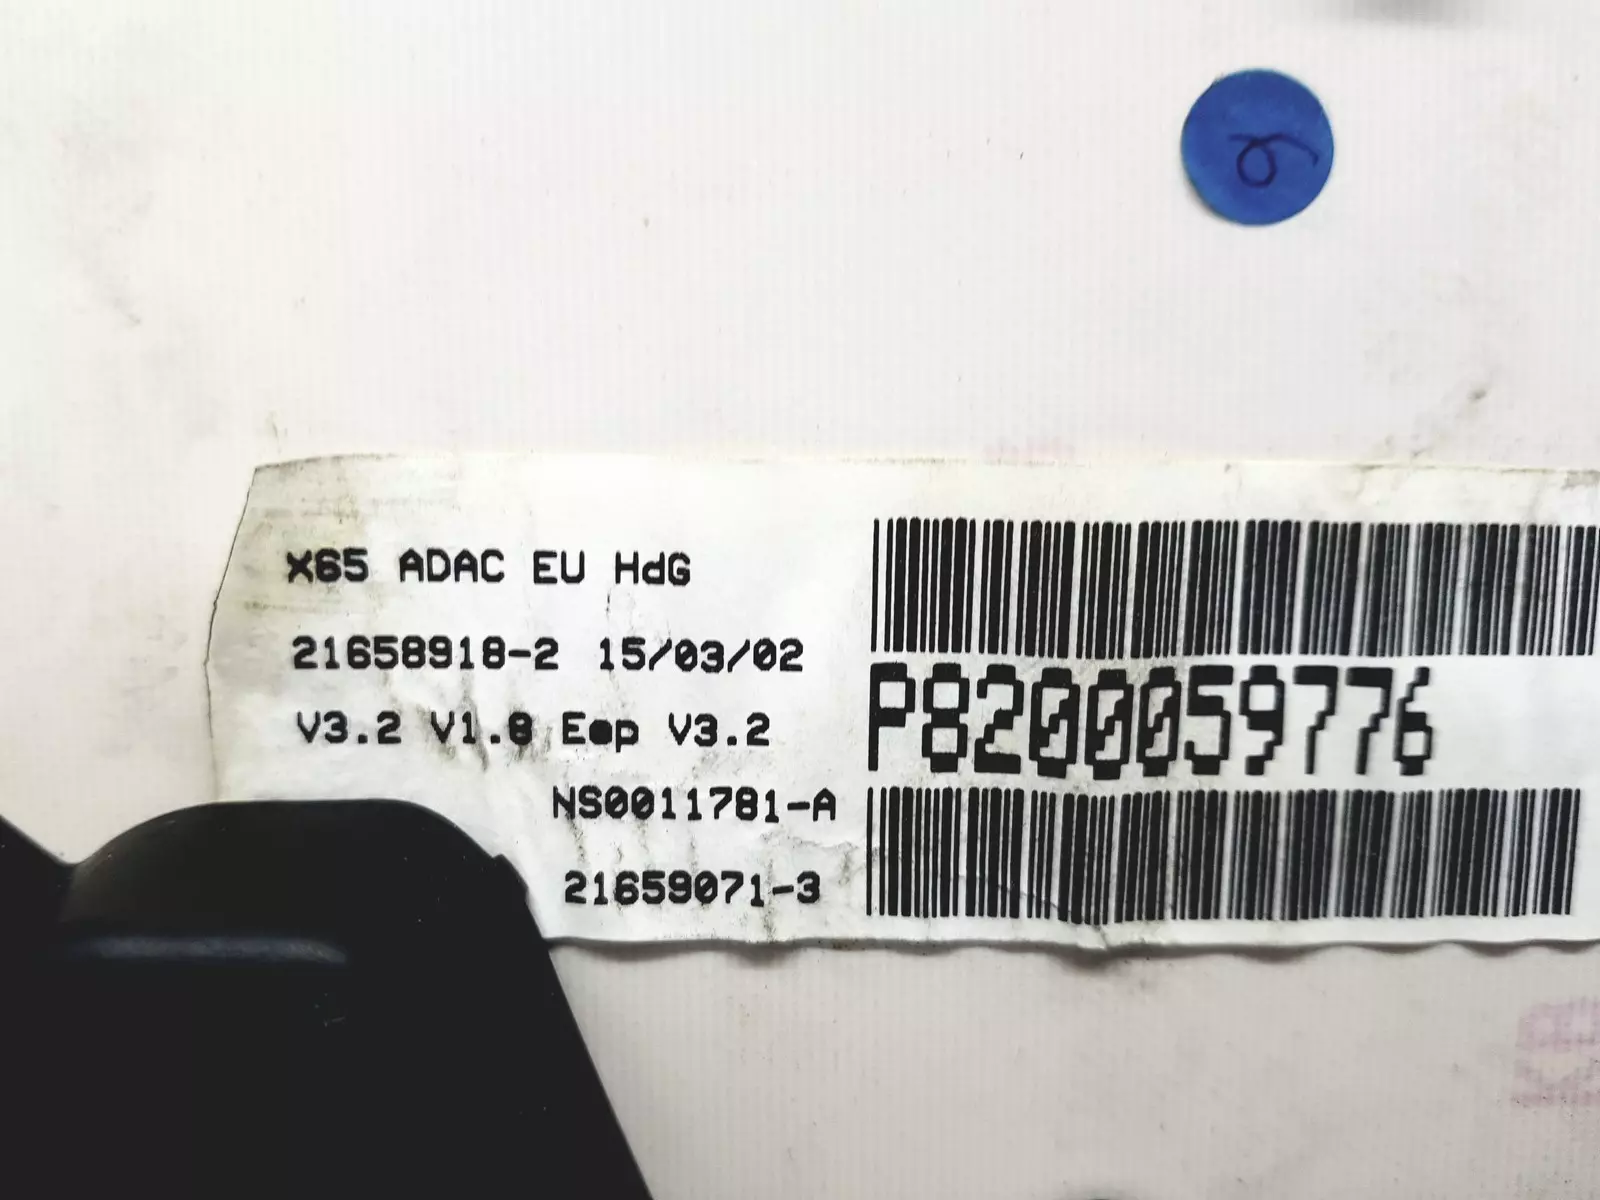 X65 ADAC EU HdG
21658918-2 15/03/02
V3.2 V1.8 Eep V3.2
NS0011781-A
21659071-3
P8200059776